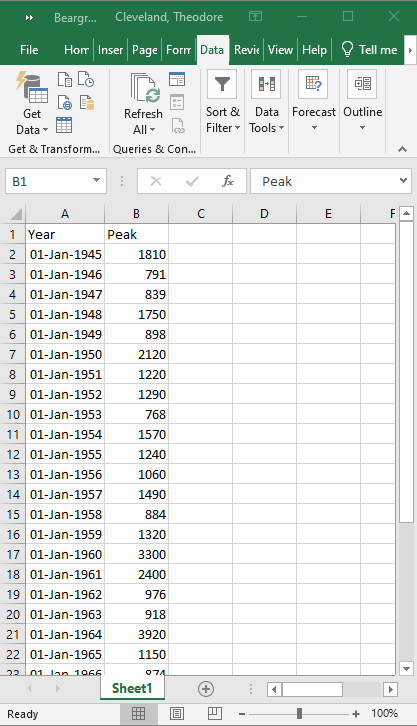 Beargr... Cleveland, Theodore
File Hom Inser Page Form Data Revie View Help Tell me
Get Data
Refresh All
Sort & Filter
Data Tools
Forecast
Outline
Get & Transform... Queries & Con...
B1 fx Peak
A B C D E F
1 Year Peak
2 01-Jan-1945 1810
3 01-Jan-1946 791
4 01-Jan-1947 839
5 01-Jan-1948 1750
6 01-Jan-1949 898
7 01-Jan-1950 2120
8 01-Jan-1951 1220
9 01-Jan-1952 1290
10 01-Jan-1953 768
11 01-Jan-1954 1570
12 01-Jan-1955 1240
13 01-Jan-1956 1060
14 01-Jan-1957 1490
15 01-Jan-1958 884
16 01-Jan-1959 1320
17 01-Jan-1960 3300
18 01-Jan-1961 2400
19 01-Jan-1962 976
20 01-Jan-1963 918
21 01-Jan-1964 3920
22 01-Jan-1965 1150
23 01-Jan-1966 874
Sheet1
Ready 100%